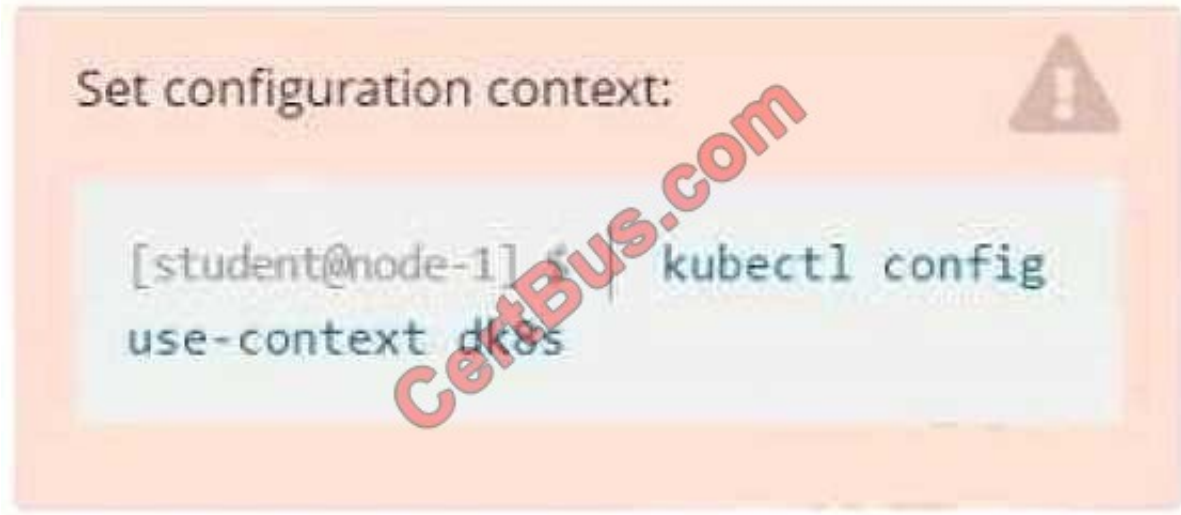 Set configuration context:
[student@node-1] $ | kubectl config
use-context dk8s
CertBus.com